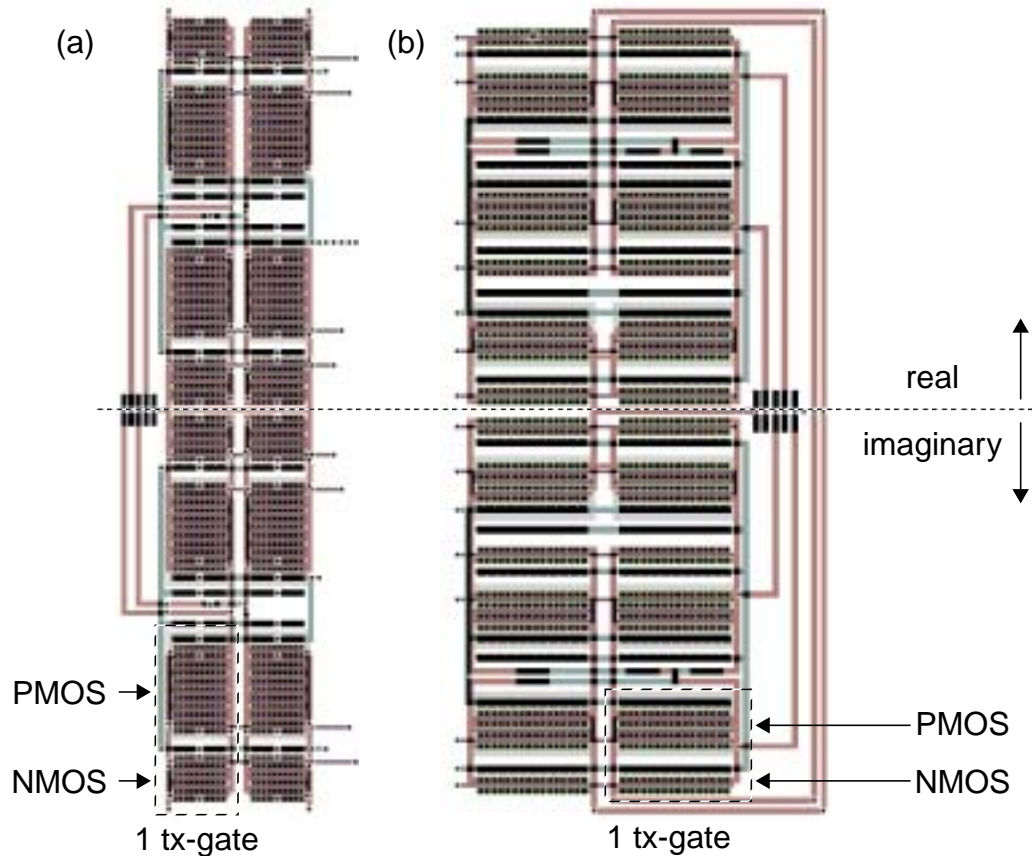 (a)
(b)
real
imaginary
PMOS
NMOS
PMOS
NMOS
1 tx-gate
1 tx-gate